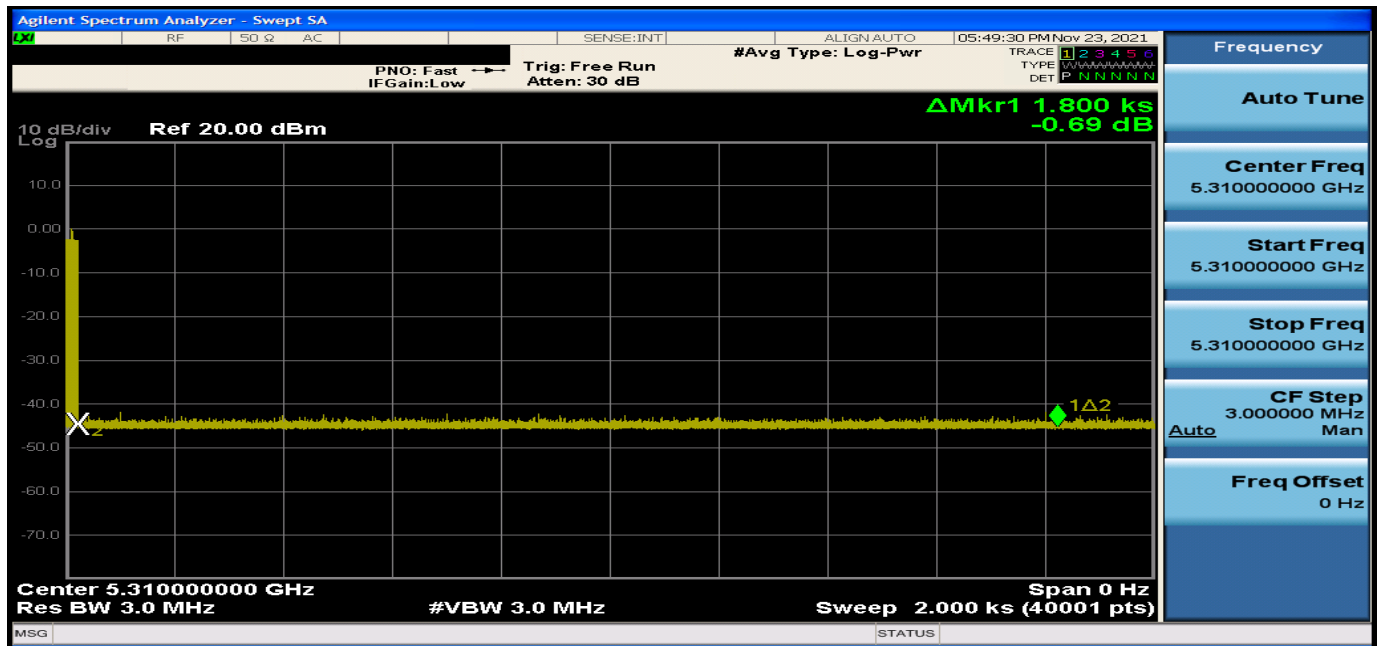 Agilent Spectrum Analyzer - Swept SA
LXI RF 50 Ω AC SENSE:INT ALIGN AUTO 05:49:30 PM Nov 23, 2021
PNO: Fast
IFGain:Low
Trig: Free Run
Atten: 30 dB
#Avg Type: Log-Pwr
TRACE 1 2 3 4 5 6
TYPE
DET P N N N N N
ΔMkr1 1.800 ks
-0.69 dB
10 dB/div Ref 20.00 dBm
Log
10.0
0.00
-10.0
-20.0
-30.0
-40.0
-50.0
-60.0
-70.0
X2
1Δ2
Center 5.310000000 GHz Span 0 Hz
Res BW 3.0 MHz #VBW 3.0 MHz Sweep 2.000 ks (40001 pts)
MSG STATUS
Frequency
Auto Tune
Center Freq
5.310000000 GHz
Start Freq
5.310000000 GHz
Stop Freq
5.310000000 GHz
CF Step
3.000000 MHz
Auto Man
Freq Offset
0 Hz